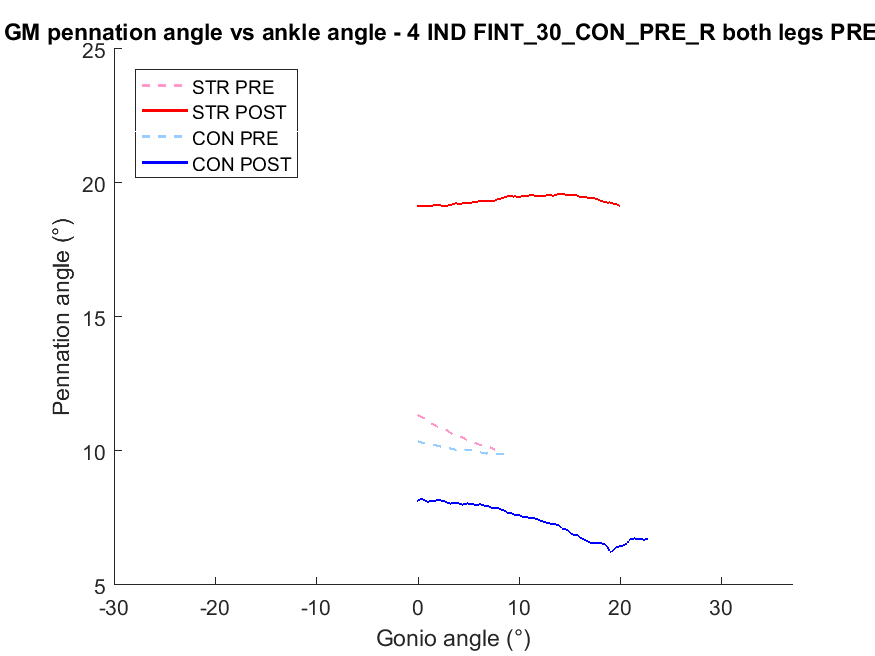 GM pennation angle vs ankle angle - 4 IND FINT_30_CON_PRE_R both legs PRE
25
STR PRE
STR POST
CON PRE
CON POST
20
15
10
5
Pennation angle (°)
-30 -20 -10 0 10 20 30
Gonio angle (°)